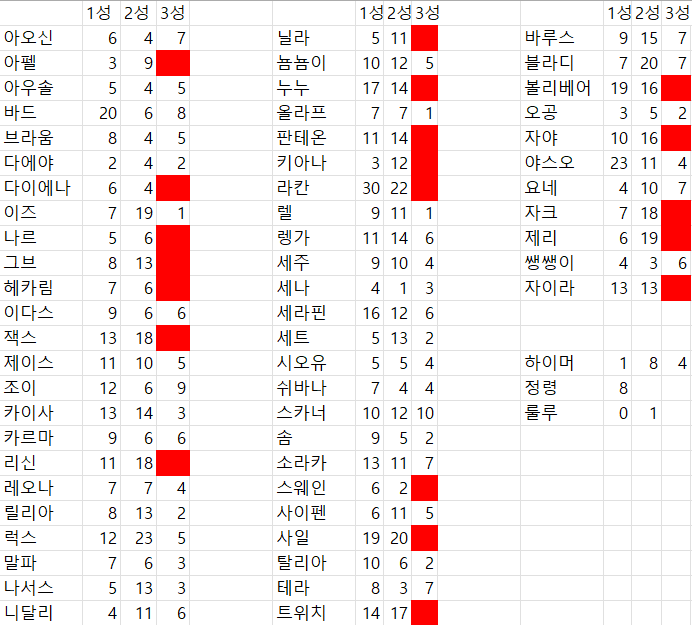 1성 2성 3성 1성 2성 3성 1성 2성 3성
아오신 6 4 7 닐라 5 11 바루스 9 15 7
아펠 3 9 뇸뇸이 10 12 5 블라디 7 20 7
아우솔 5 4 5 누누 17 14 볼리베어 19 16
바드 20 6 8 올라프 7 7 1 오공 3 5 2
브라움 8 4 5 판테온 11 14 자야 10 16
다에야 2 4 2 키아나 3 12 야스오 23 11 4
다이에나 6 4 라칸 30 22 요네 4 10 7
이즈 7 19 1 렐 9 11 1 자크 7 18
나르 5 6 렝가 11 14 6 제리 6 19
그브 8 13 세주 9 10 4 쌩쌩이 4 3 6
헤카림 7 6 세나 4 1 3 자이라 13 13
이다스 9 6 6 세라핀 16 12 6
잭스 13 18 세트 5 13 2
제이스 11 10 5 시오유 5 5 4 하이머 1 8 4
조이 12 6 9 쉬바나 7 4 4 정령 8
카이사 13 14 3 스카너 10 12 10 룰루 0 1
카르마 9 6 6 솜 9 5 2
리신 11 18 소라카 13 11 7
레오나 7 7 4 스웨인 6 2
릴리아 8 13 2 사이펜 6 11 5
럭스 12 23 5 사일 19 20
말파 7 6 3 탈리아 10 6 2
나서스 5 13 3 테라 8 3 7
니달리 4 11 6 트위치 14 17